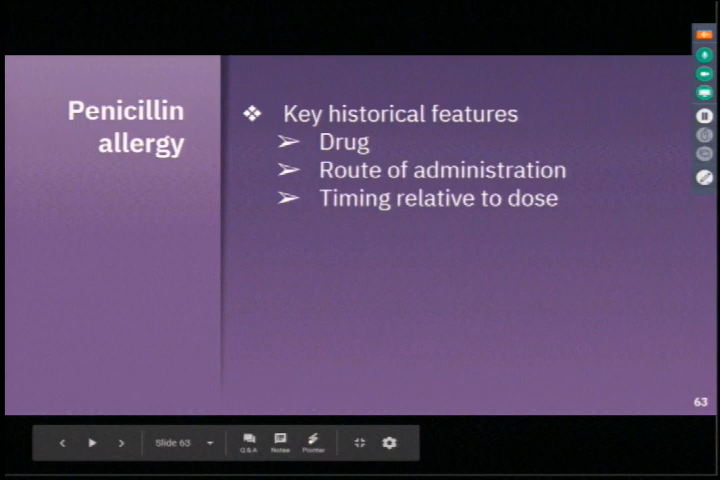 Penicillin
allergy
❖ Key historical features
➢ Drug
➢ Route of administration
➢ Timing relative to dose
63
Slide 63
Q&A
Notes
Pointer